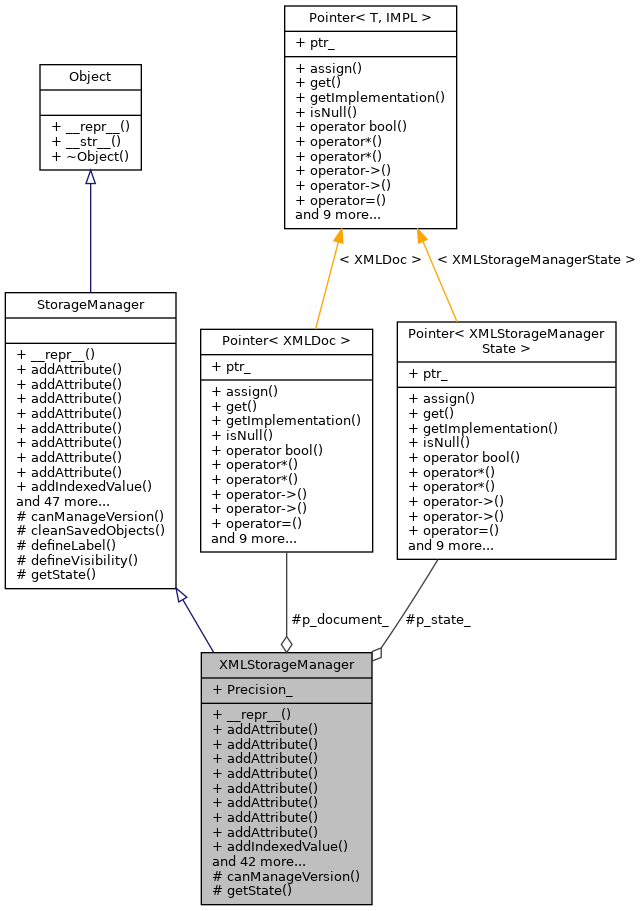 Pointer< T, IMPL >
+ ptr_
+ assign()
+ get()
+ getImplementation()
+ isNull()
+ operator bool()
+ operator*()
+ operator*()
+ operator->()
+ operator->()
+ operator=()
and 9 more...
Object
+ __repr__()
+ __str__()
+ ~Object()
< XMLDoc >
< XMLStorageManagerState >
StorageManager
+ __repr__()
+ addAttribute()
+ addAttribute()
+ addAttribute()
+ addAttribute()
+ addAttribute()
+ addAttribute()
+ addAttribute()
+ addAttribute()
+ addIndexedValue()
and 47 more...
# canManageVersion()
# cleanSavedObjects()
# defineLabel()
# defineVisibility()
# getState()
Pointer< XMLDoc >
+ ptr_
+ assign()
+ get()
+ getImplementation()
+ isNull()
+ operator bool()
+ operator*()
+ operator*()
+ operator->()
+ operator->()
+ operator=()
and 9 more...
Pointer< XMLStorageManager
State >
+ ptr_
+ assign()
+ get()
+ getImplementation()
+ isNull()
+ operator bool()
+ operator*()
+ operator*()
+ operator->()
+ operator->()
+ operator=()
and 9 more...
#p_document_
#p_state_
XMLStorageManager
+ Precision_
+ __repr__()
+ addAttribute()
+ addAttribute()
+ addAttribute()
+ addAttribute()
+ addAttribute()
+ addAttribute()
+ addAttribute()
+ addAttribute()
+ addIndexedValue()
and 42 more...
# canManageVersion()
# getState()